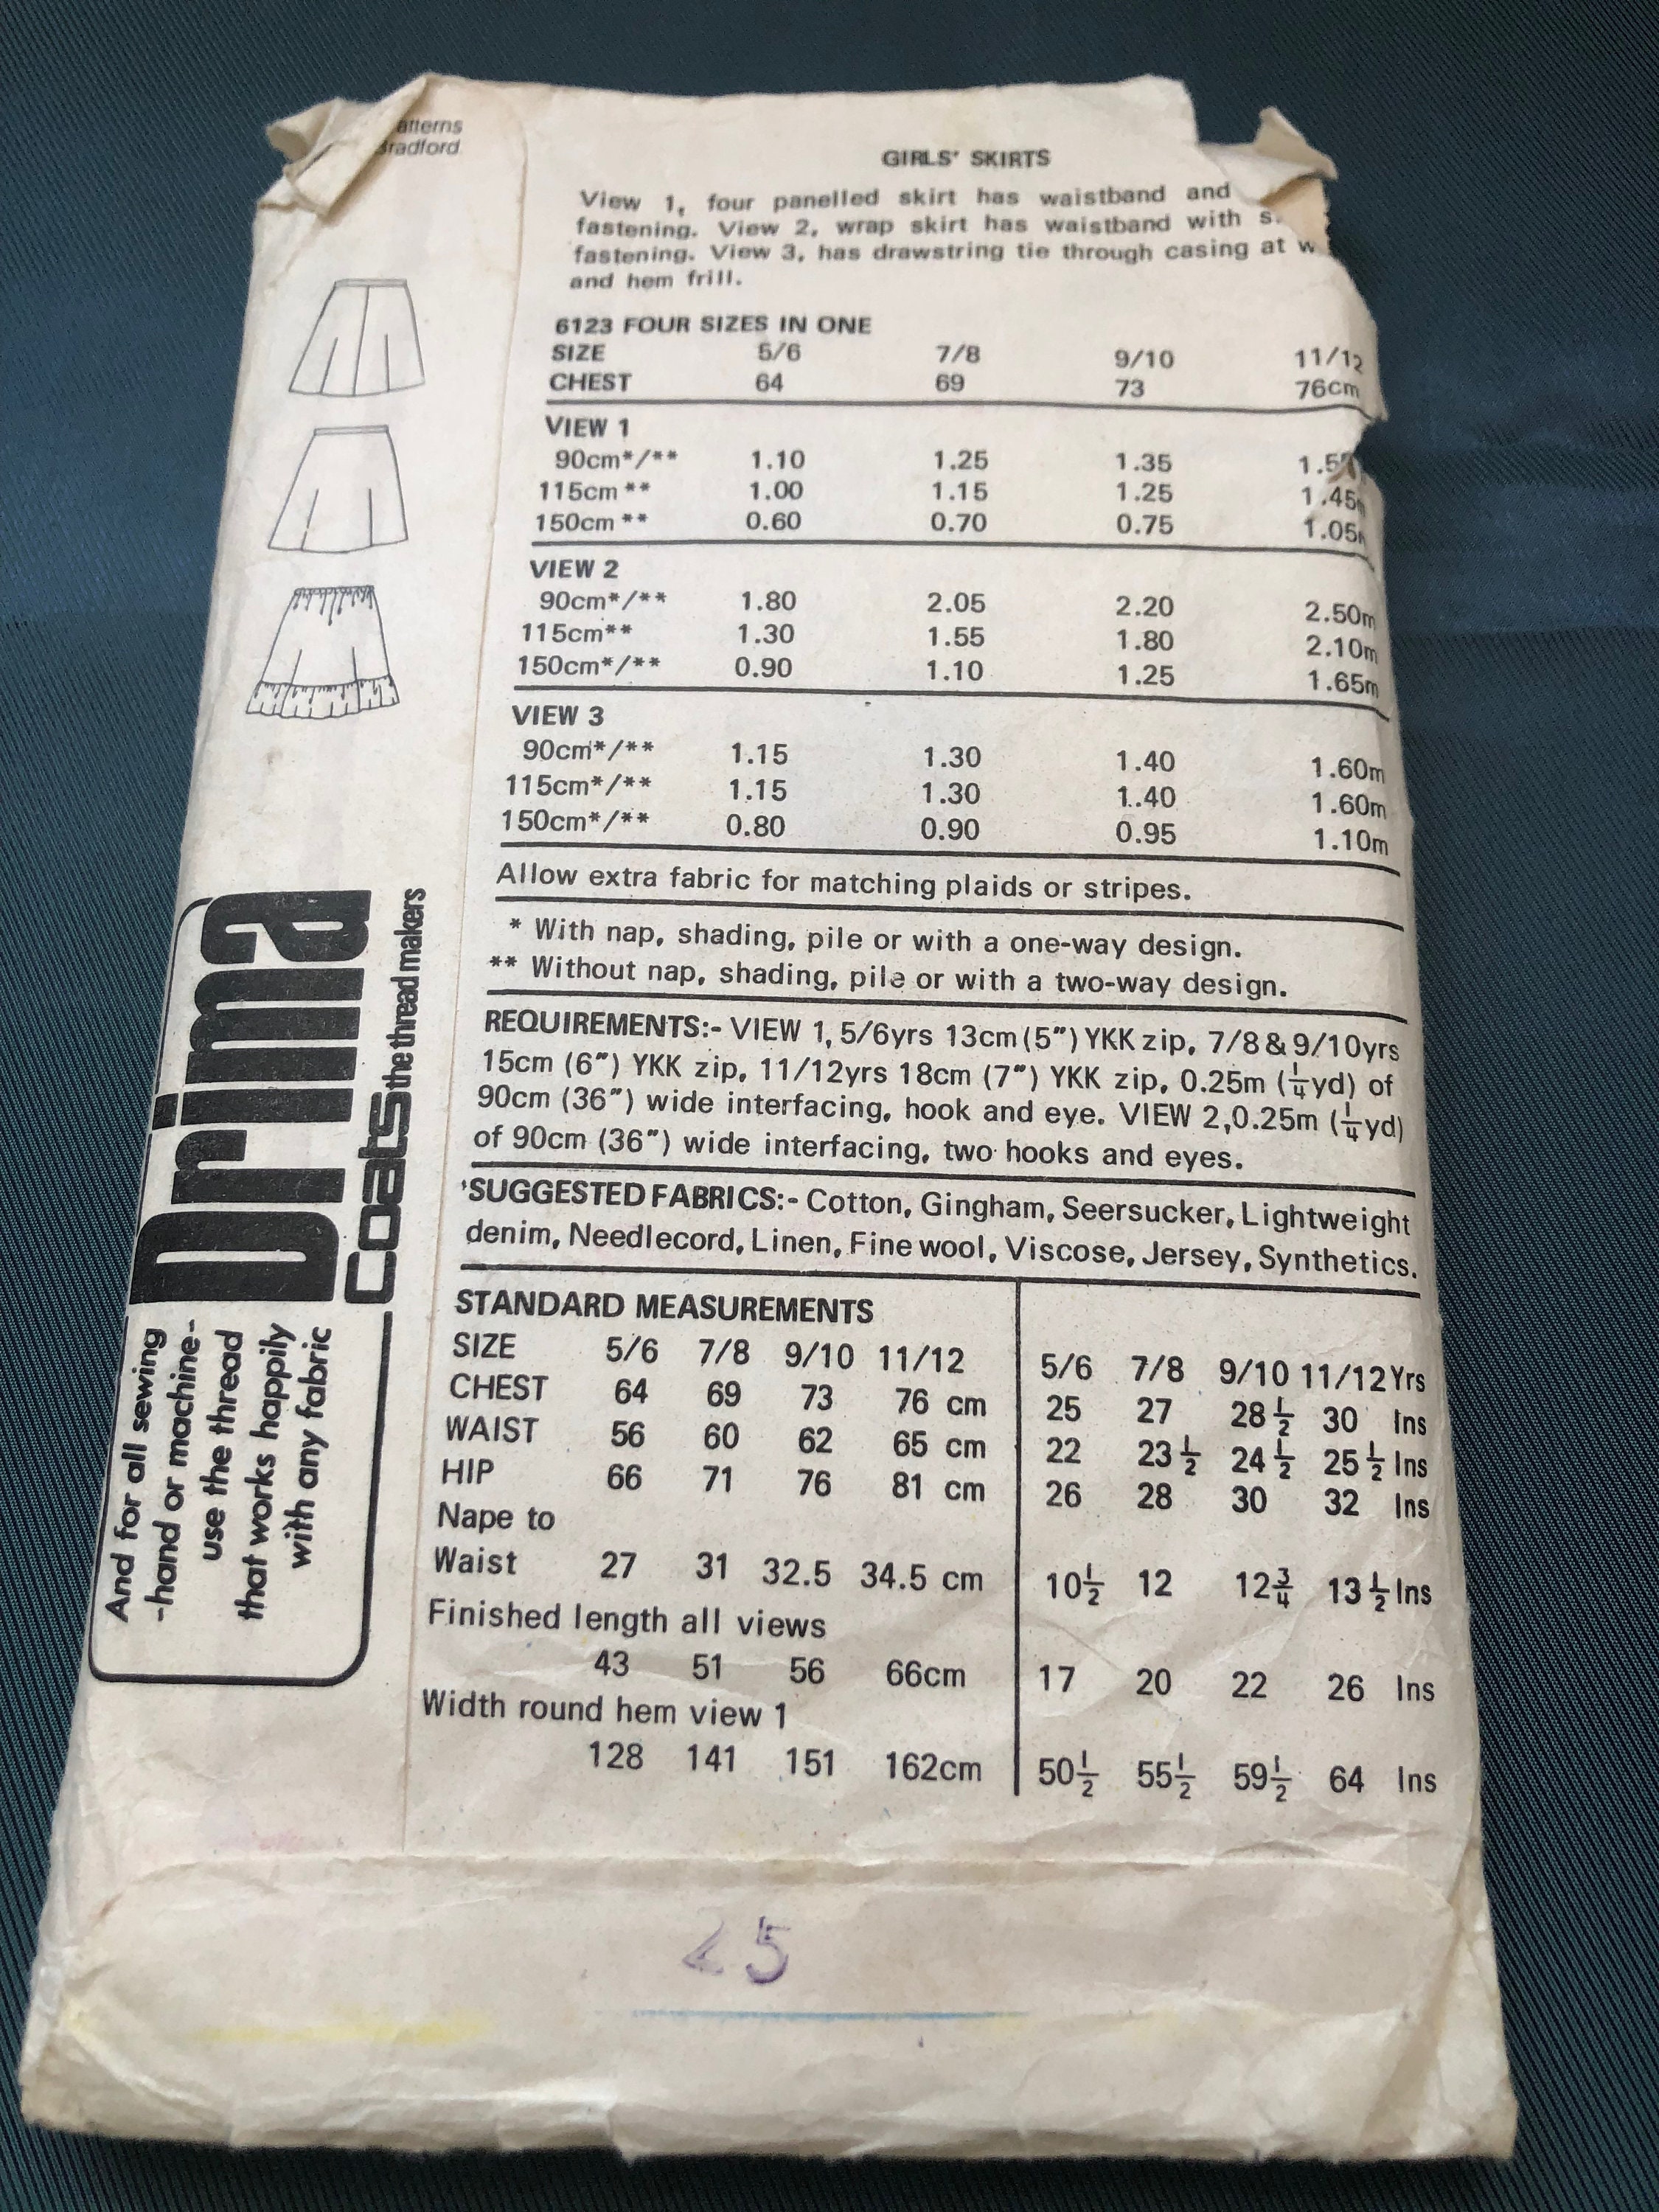 atterns
Bradford
GIRLS' SKIRTS
View 1, four panelled skirt has waistband and
fastening. View 2, wrap skirt has waistband with
fastening. View 3, has drawstring tie through casing at
and hem frill.
6123 FOUR SIZES IN ONE
SIZE 5/6 7/8 9/10 11/12
CHEST 64 69 73 76cm
VIEW 1
90cm*/** 1.10 1.25 1.35
115cm ** 1.00 1.15 1.25 1.45m
150cm ** 0.60 0.70 0.75 1.05m
VIEW 2
90cm*/** 1.80 2.05 2.20 2.50m
115cm** 1.30 1.55 1.80 2.10m
150cm*/** 0.90 1.10 1.25 1.65m
VIEW 3
90cm*/** 1.15 1.30 1.40 1.60m
115cm*/** 1.15 1.30 1.40 1.60m
150cm*/** 0.80 0.90 0.95 1.10m
Allow extra fabric for matching plaids or stripes.
* With nap, shading, pile or with a one-way design.
** Without nap, shading, pile or with a two-way design.
REQUIREMENTS:- VIEW 1, 5/6yrs 13cm (5") YKK zip, 7/8 & 9/10yrs
15cm (6") YKK zip, 11/12yrs 18cm (7") YKK zip, 0.25m (¼yd) of
90cm (36") wide interfacing, hook and eye. VIEW 2,0.25m (¼yd)
of 90cm (36") wide interfacing, two hooks and eyes.
'SUGGESTED FABRICS:- Cotton, Gingham, Seersucker, Lightweight
denim, Needlecord, Linen, Fine wool, Viscose, Jersey, Synthetics.
STANDARD MEASUREMENTS
SIZE 5/6 7/8 9/10 11/12 5/6 7/8 9/10 11/12Yrs
CHEST 64 69 73 76 cm 25 27 28½ 30 Ins
WAIST 56 60 62 65 cm 22 23½ 24½ 25½ Ins
HIP 66 71 76 81 cm 26 28 30 32 Ins
Nape to
Waist 27 31 32.5 34.5 cm 10½ 12 12¾ 13½ Ins
Finished length all views
43 51 56 66cm 17 20 22 26 Ins
Width round hem view 1
128 141 151 162cm 50½ 55½ 59½ 64 Ins
Drima
Coats the thread makers
And for all sewing
-hand or machine-
use the thread
that works happily
with any fabric
25